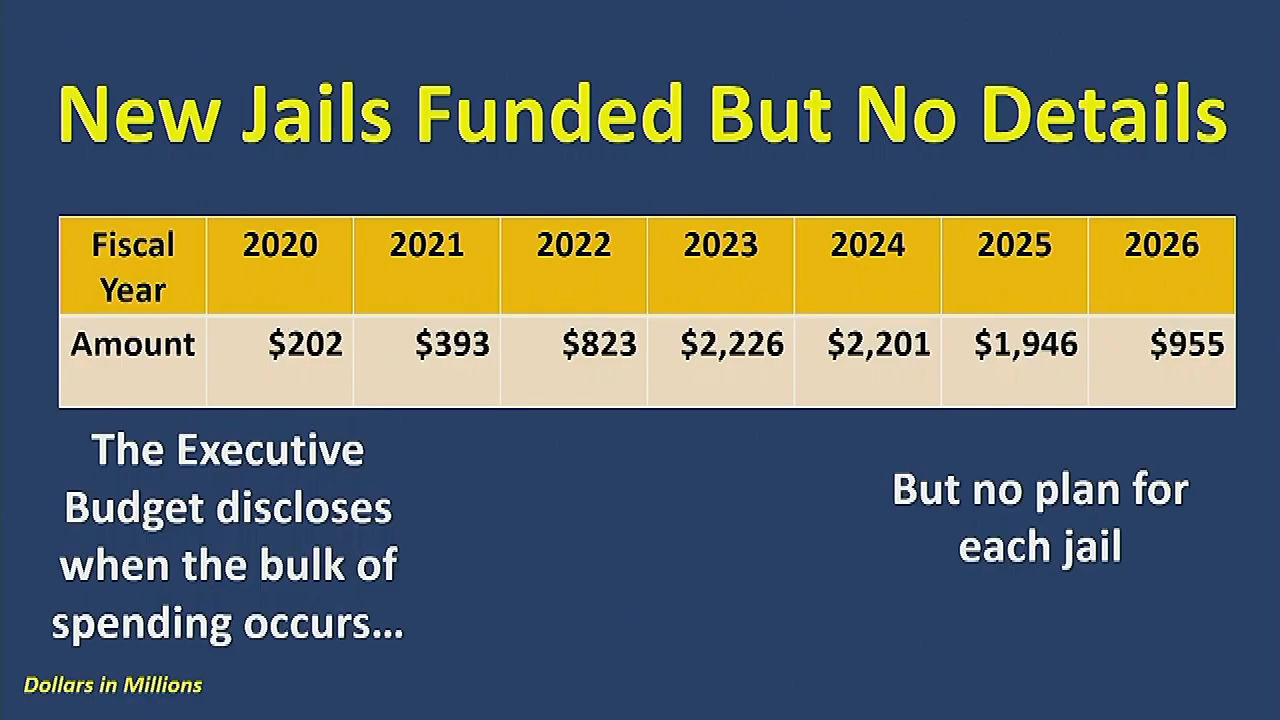 New Jails Funded But No Details
Fiscal Year 2020 2021 2022 2023 2024 2025 2026
Amount $202 $393 $823 $2,226 $2,201 $1,946 $955
The Executive
Budget discloses
when the bulk of
spending occurs...
But no plan for
each jail
Dollars in Millions